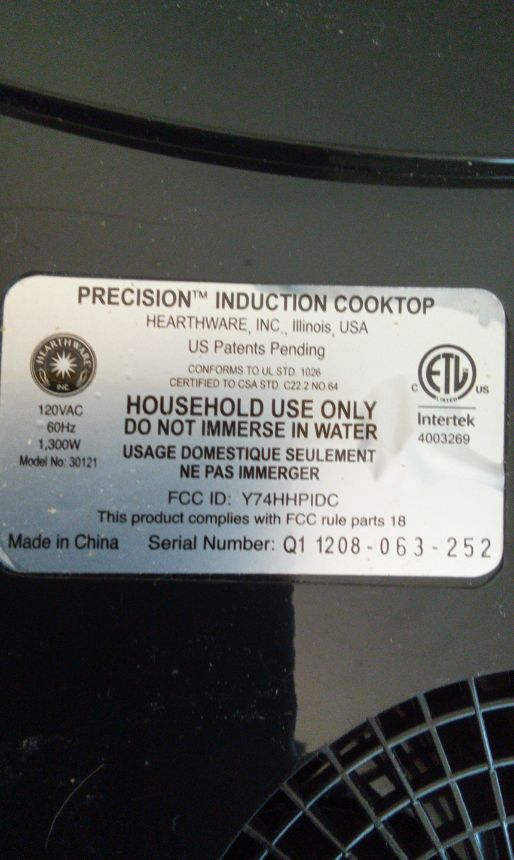 PRECISION™ INDUCTION COOKTOP
HEARTHWARE, INC., Illinois, USA
US Patents Pending
CONFORMS TO UL STD. 1026
CERTIFIED TO CSA STD. C22.2 NO.64
HEARTHWARE
INC.
120VAC
60Hz
1,300W
Model No: 30121
HOUSEHOLD USE ONLY
DO NOT IMMERSE IN WATER
USAGE DOMESTIQUE SEULEMENT
NE PAS IMMERGER
C ETL US
LISTED
Intertek
4003269
FCC ID: Y74HHPIDC
This product complies with FCC rule parts 18
Made in China Serial Number: Q1 1208-063-252